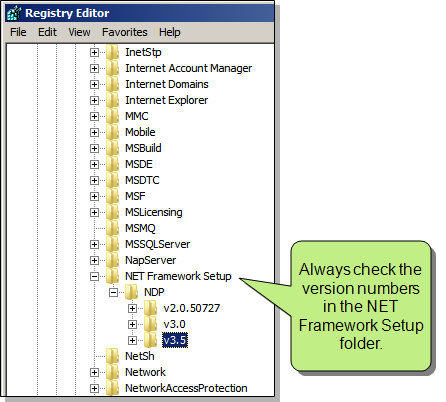 Registry Editor
File Edit View Favorites Help
InetStp
Internet Account Manager
Internet Domains
Internet Explorer
MMC
Mobile
MSBuild
MSDE
MSDTC
MSF
MSLicensing
MSMQ
MSSQLServer
NapServer
NET Framework Setup
NDP
v2.0.50727
v3.0
v3.5
NetSh
Network
NetworkAccessProtection
Always check the
version numbers
in the NET
Framework Setup
folder.